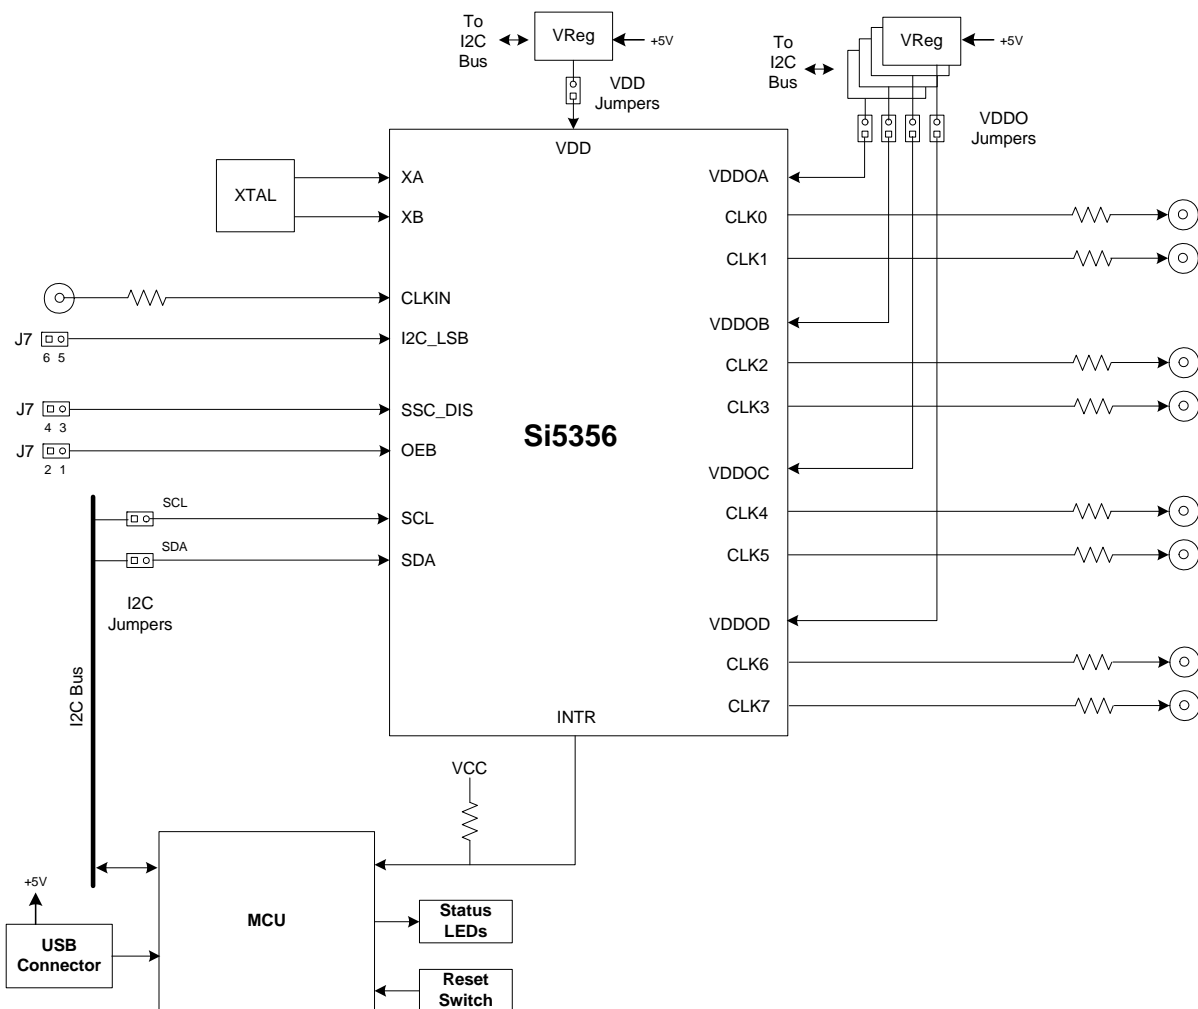 To
I2C
Bus
VReg
+5V
VDD
Jumpers
To
I2C
Bus
VReg
+5V
VDDO
Jumpers
VDD
XTAL
XA
XB
CLKIN
J7
6 5
I2C_LSB
J7
4 3
SSC_DIS
J7
2 1
OEB
SCL
SCL
SDA
SDA
I2C
Jumpers
I2C Bus
Si5356
VDDOA
CLK0
CLK1
VDDOB
CLK2
CLK3
VDDOC
CLK4
CLK5
VDDOD
CLK6
CLK7
INTR
VCC
+5V
USB
Connector
MCU
Status
LEDs
Reset
Switch